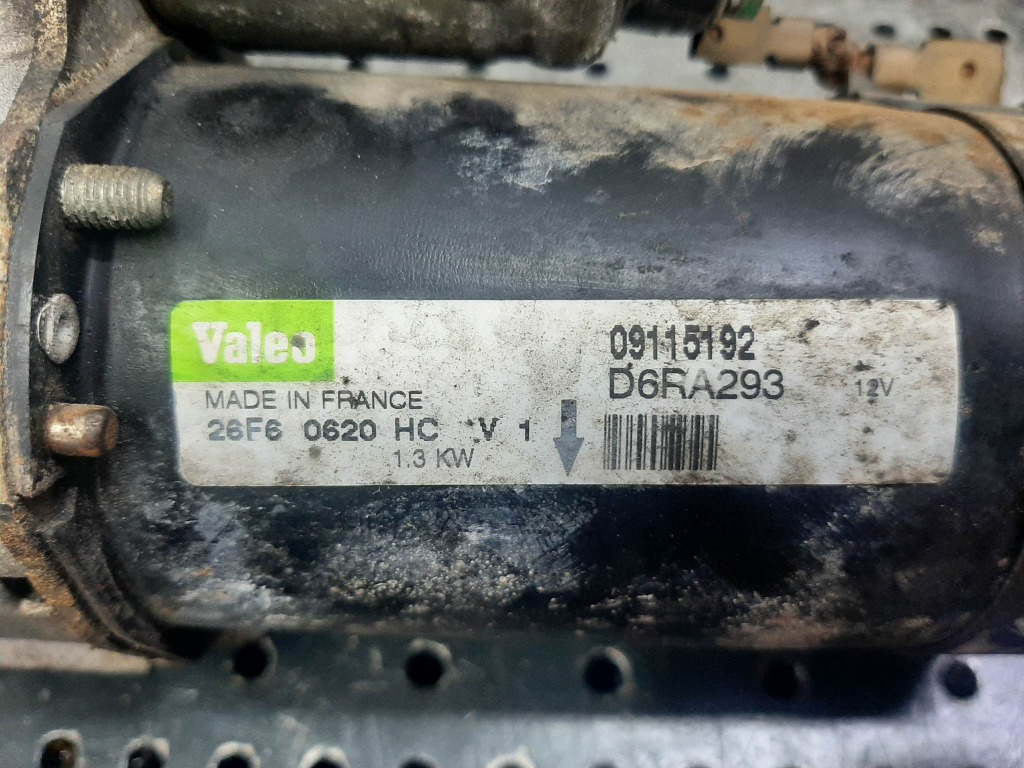 Valeo
MADE IN FRANCE
26F6 0620 HC V 1
1.3 KW
09115192
D6RA293 12V